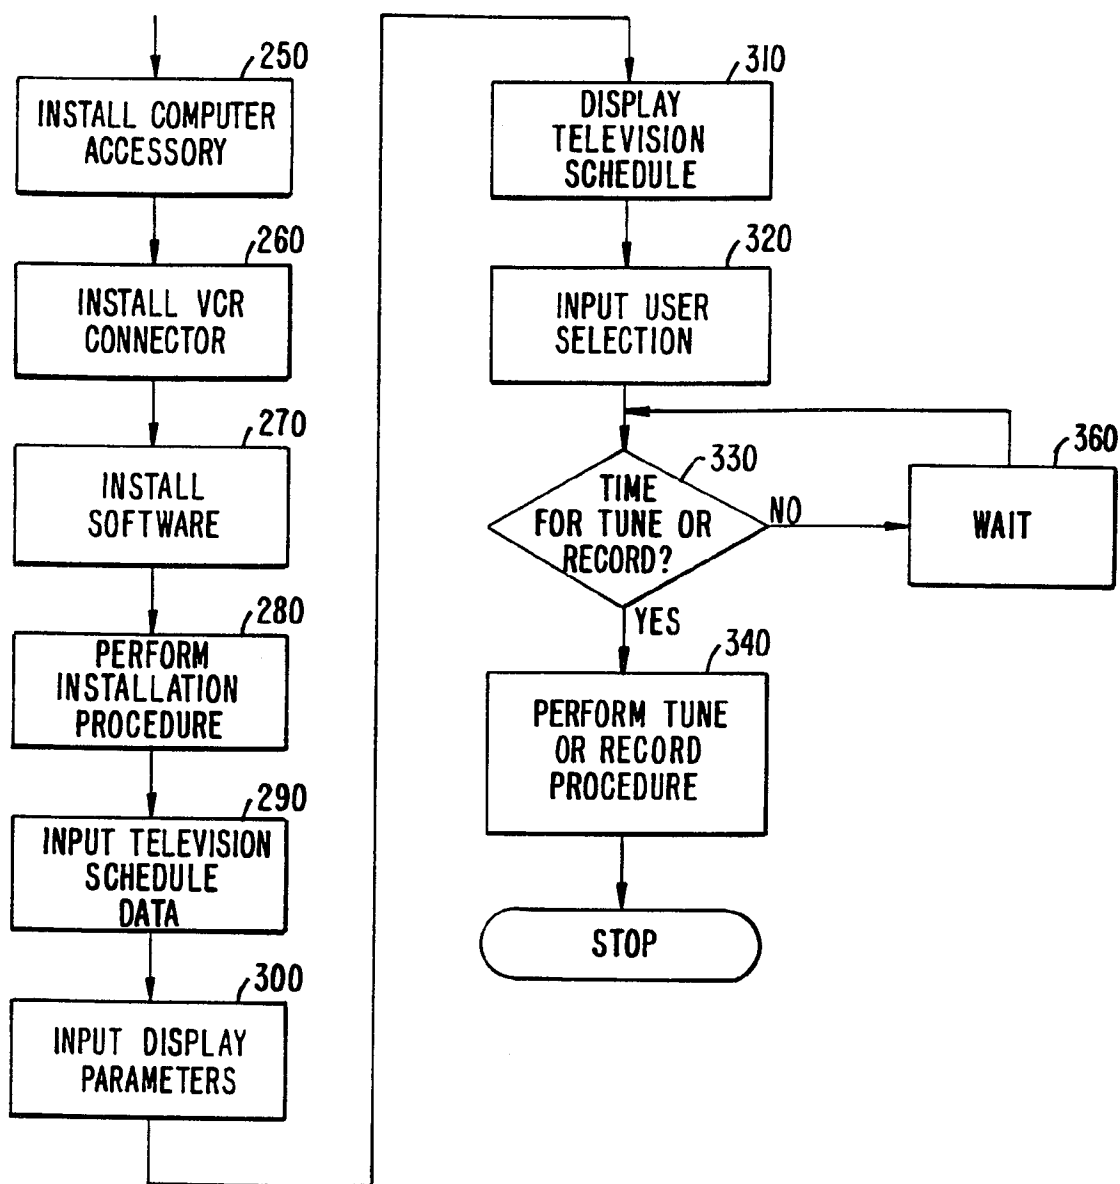 250
INSTALL COMPUTER
ACCESSORY
260
INSTALL VCR
CONNECTOR
270
INSTALL
SOFTWARE
280
PERFORM
INSTALLATION
PROCEDURE
290
INPUT TELEVISION
SCHEDULE
DATA
300
INPUT DISPLAY
PARAMETERS
310
DISPLAY
TELEVISION
SCHEDULE
320
INPUT USER
SELECTION
330
TIME
FOR TUNE OR
RECORD?
NO
360
WAIT
YES
340
PERFORM TUNE
OR RECORD
PROCEDURE
STOP